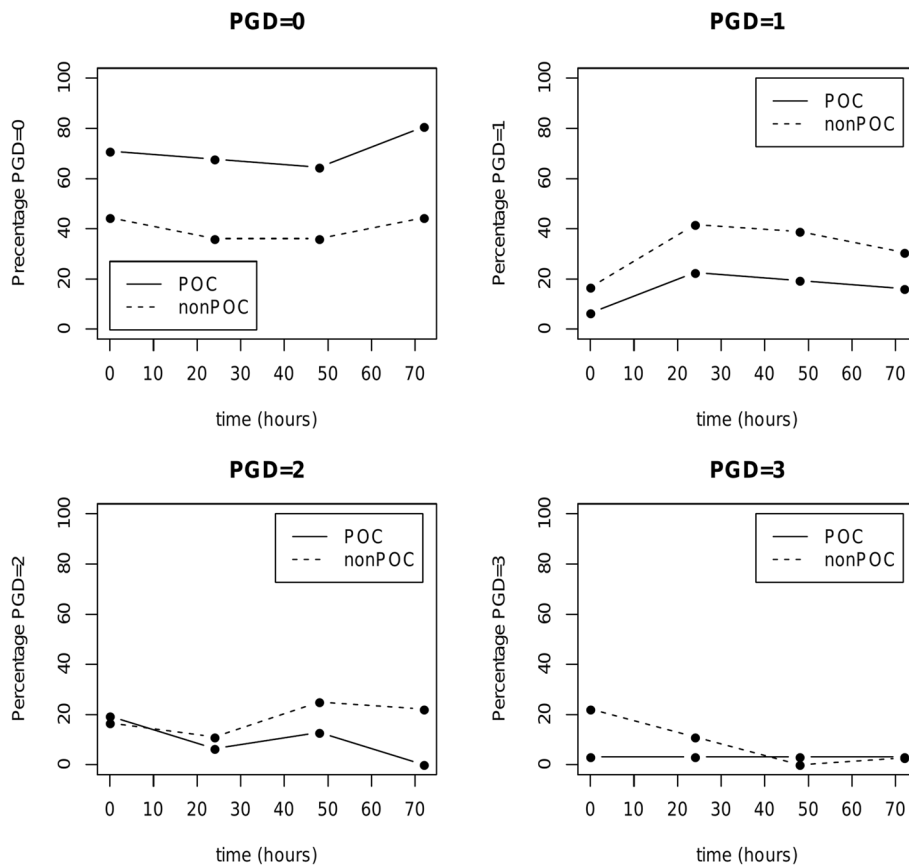 PGD=0
Precentage PGD=0
100
80
60
40
20
0
POC
nonPOC
0 10 20 30 40 50 60 70
time (hours)
PGD=1
Percentage PGD=1
100
80
60
40
20
0
POC
nonPOC
0 10 20 30 40 50 60 70
time (hours)
PGD=2
Percentage PGD=2
100
80
60
40
20
0
POC
nonPOC
0 10 20 30 40 50 60 70
time (hours)
PGD=3
Percentage PGD=3
100
80
60
40
20
0
POC
nonPOC
0 10 20 30 40 50 60 70
time (hours)